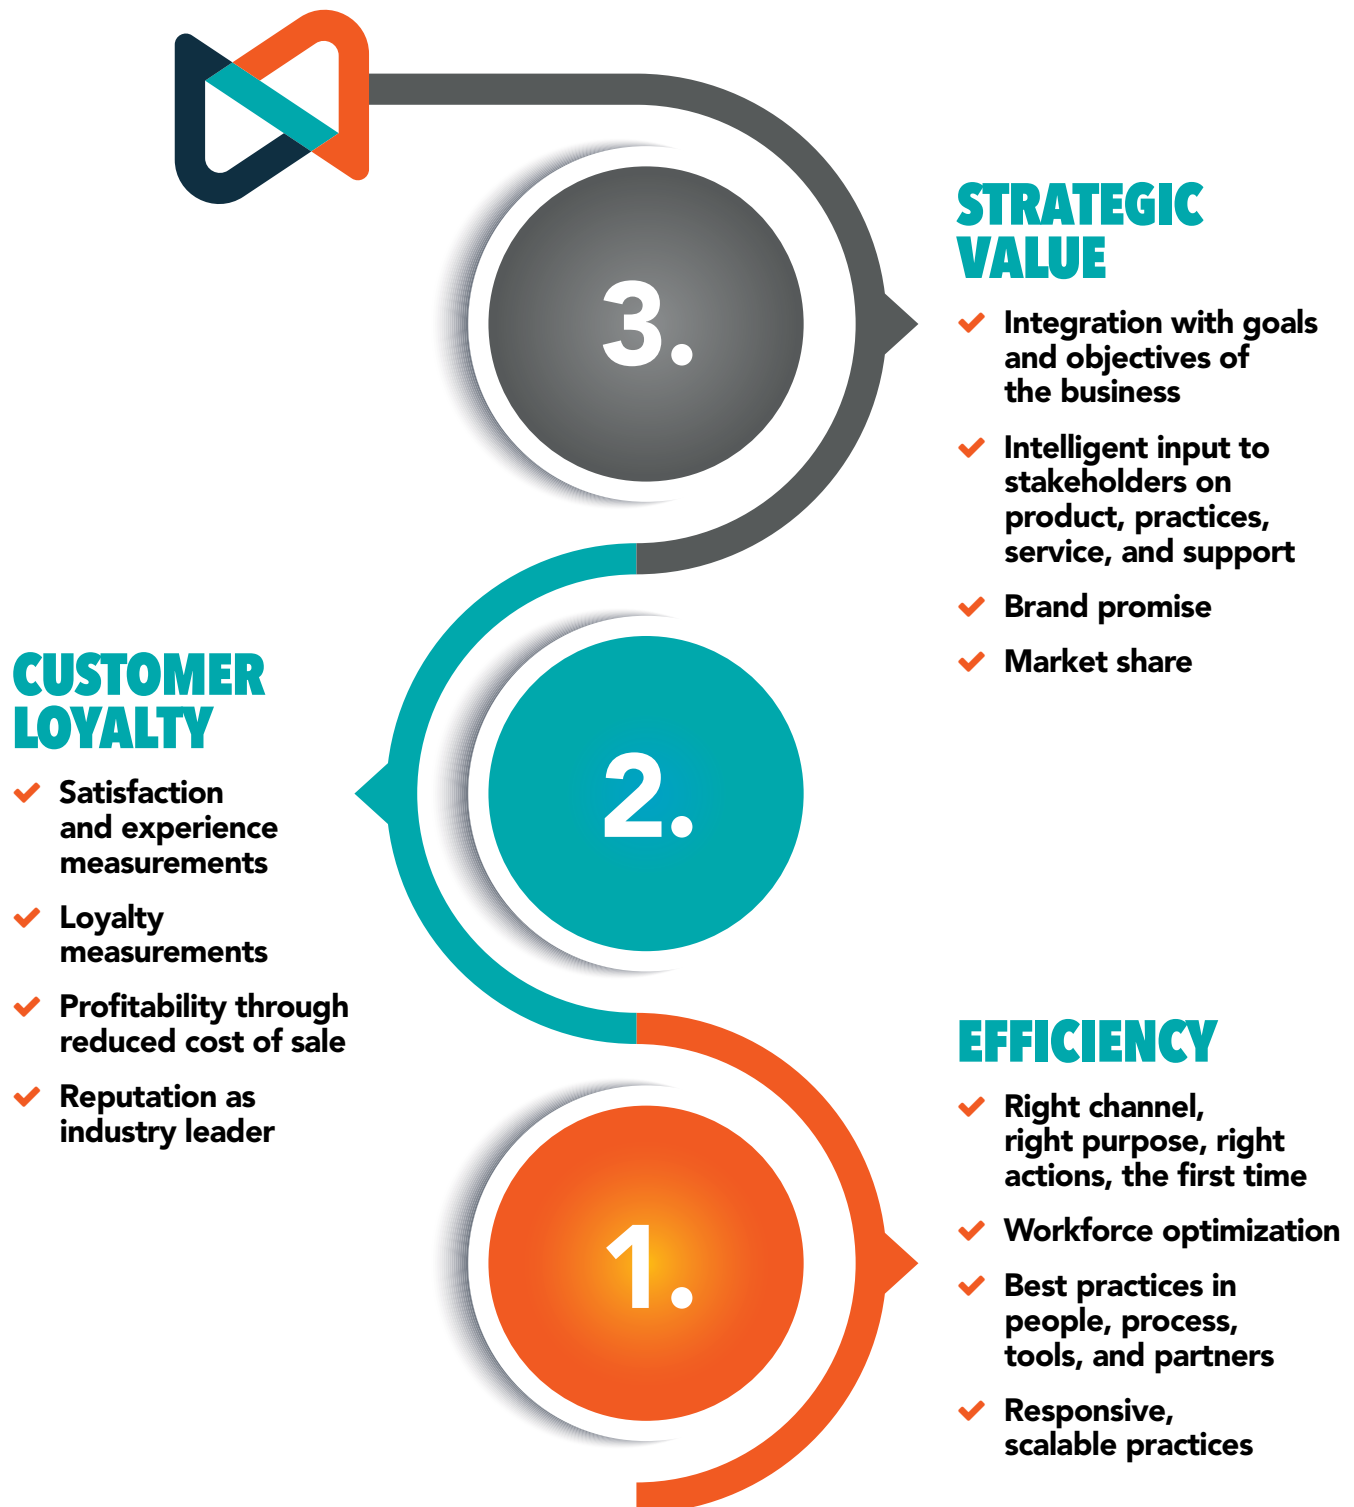 3.
STRATEGIC
VALUE
Integration with goals
and objectives of
the business
Intelligent input to
stakeholders on
product, practices,
service, and support
Brand promise
Market share
2.
CUSTOMER
LOYALTY
Satisfaction
and experience
measurements
Loyalty
measurements
Profitability through
reduced cost of sale
Reputation as
industry leader
1.
EFFICIENCY
Right channel,
right purpose, right
actions, the first time
Workforce optimization
Best practices in
people, process,
tools, and partners
Responsive,
scalable practices